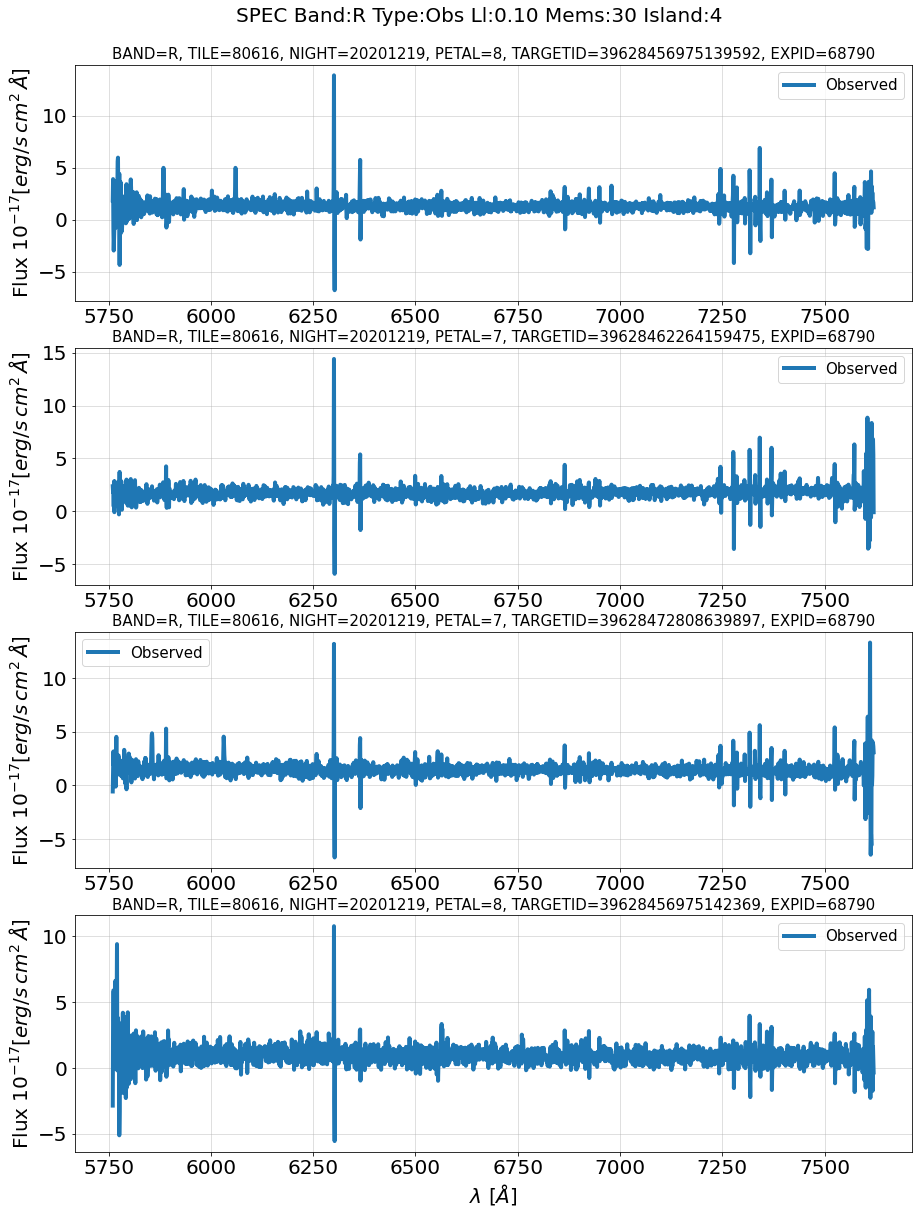 SPEC Band:R Type:Obs Ll:0.10 Mems:30 Island:4
BAND=R, TILE=80616, NIGHT=20201219, PETAL=8, TARGETID=39628456975139592, EXPID=68790
Flux 10^{-17}[erg/s cm^2 Å]
10
5
0
−5
Observed
5750 6000 6250 6500 6750 7000 7250 7500
BAND=R, TILE=80616, NIGHT=20201219, PETAL=7, TARGETID=39628462264159475, EXPID=68790
Flux 10^{-17}[erg/s cm^2 Å]
15
10
5
0
−5
Observed
5750 6000 6250 6500 6750 7000 7250 7500
BAND=R, TILE=80616, NIGHT=20201219, PETAL=7, TARGETID=39628472808639897, EXPID=68790
Flux 10^{-17}[erg/s cm^2 Å]
10
5
0
−5
Observed
5750 6000 6250 6500 6750 7000 7250 7500
BAND=R, TILE=80616, NIGHT=20201219, PETAL=8, TARGETID=39628456975142369, EXPID=68790
Flux 10^{-17}[erg/s cm^2 Å]
10
5
0
−5
Observed
5750 6000 6250 6500 6750 7000 7250 7500
λ [Å]